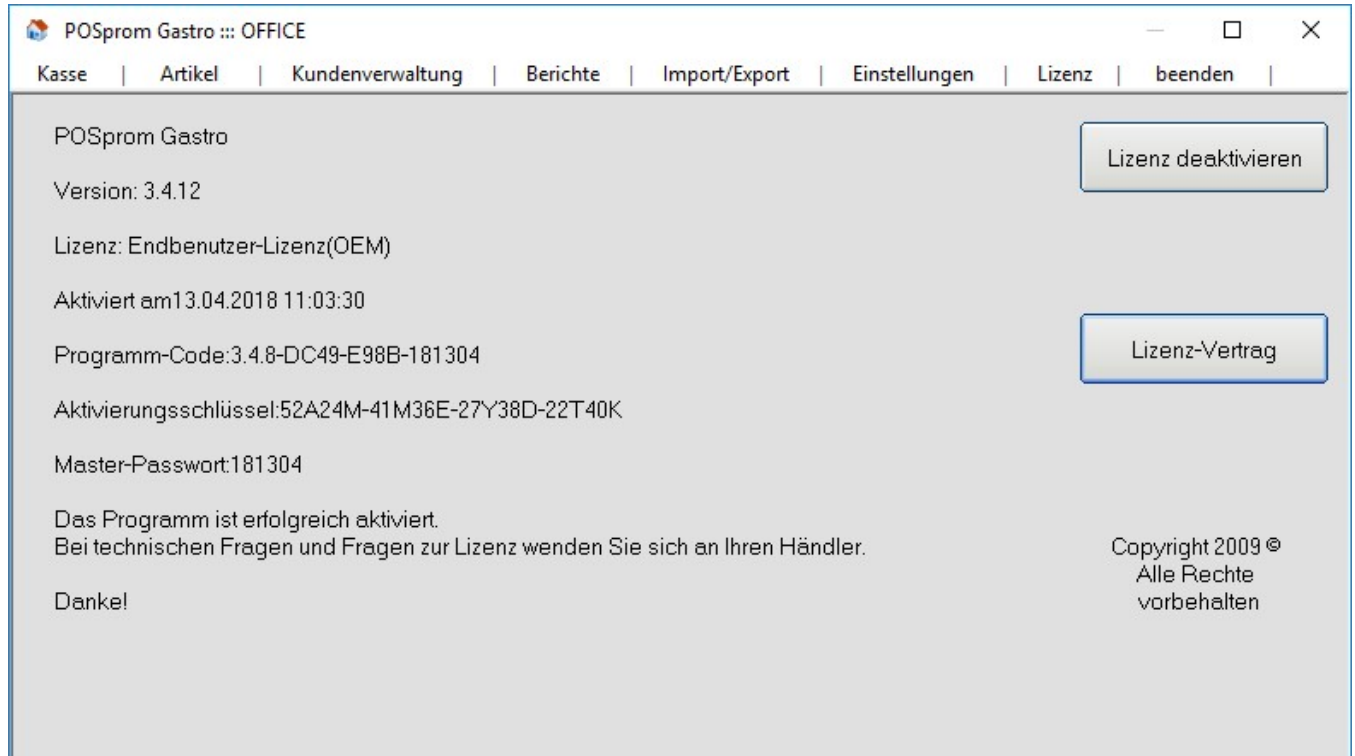 POSprom Gastro ::: OFFICE
Kasse | Artikel | Kundenverwaltung | Berichte | Import/Export | Einstellungen | Lizenz | beenden |
POSprom Gastro
Lizenz deaktivieren
Version: 3.4.12
Lizenz: Endbenutzer-Lizenz(OEM)
Aktiviert am13.04.2018 11:03:30
Programm-Code:3.4.8-DC49-E98B-181304
Lizenz-Vertrag
Aktivierungsschlüssel:52A24M-41M36E-27Y38D-22T40K
Master-Passwort:181304
Das Programm ist erfolgreich aktiviert.
Bei technischen Fragen und Fragen zur Lizenz wenden Sie sich an Ihren Händler.
Danke!
Copyright 2009 ©
Alle Rechte
vorbehalten